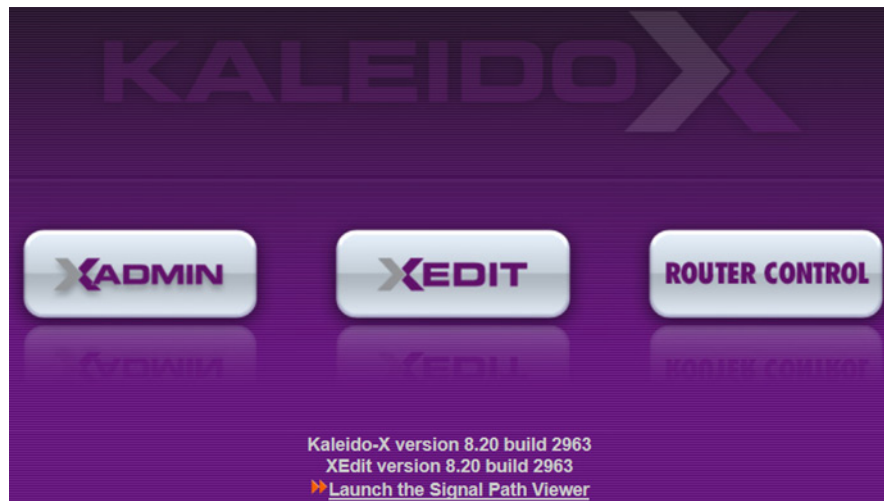 KALEIDOX
XADMIN
XEDIT
ROUTER CONTROL
Kaleido-X version 8.20 build 2963
XEdit version 8.20 build 2963
Launch the Signal Path Viewer